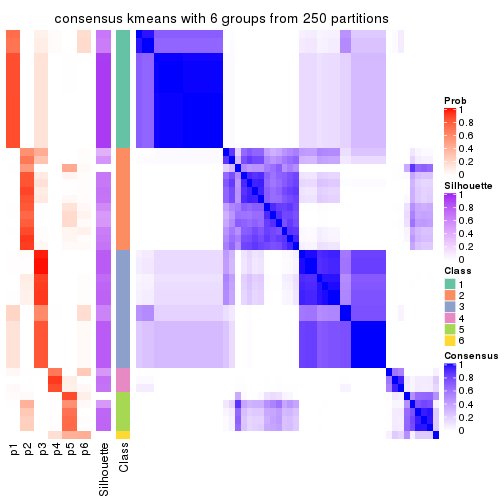 consensus kmeans with 6 groups from 250 partitions
Prob
1
0.8
0.6
0.4
0.2
0
Silhouette
1
0.8
0.6
0.4
0.2
0
Class
1
2
3
4
5
6
Consensus
1
0.8
0.6
0.4
0.2
0
p1
p2
p3
p4
p5
p6
Silhouette
Class